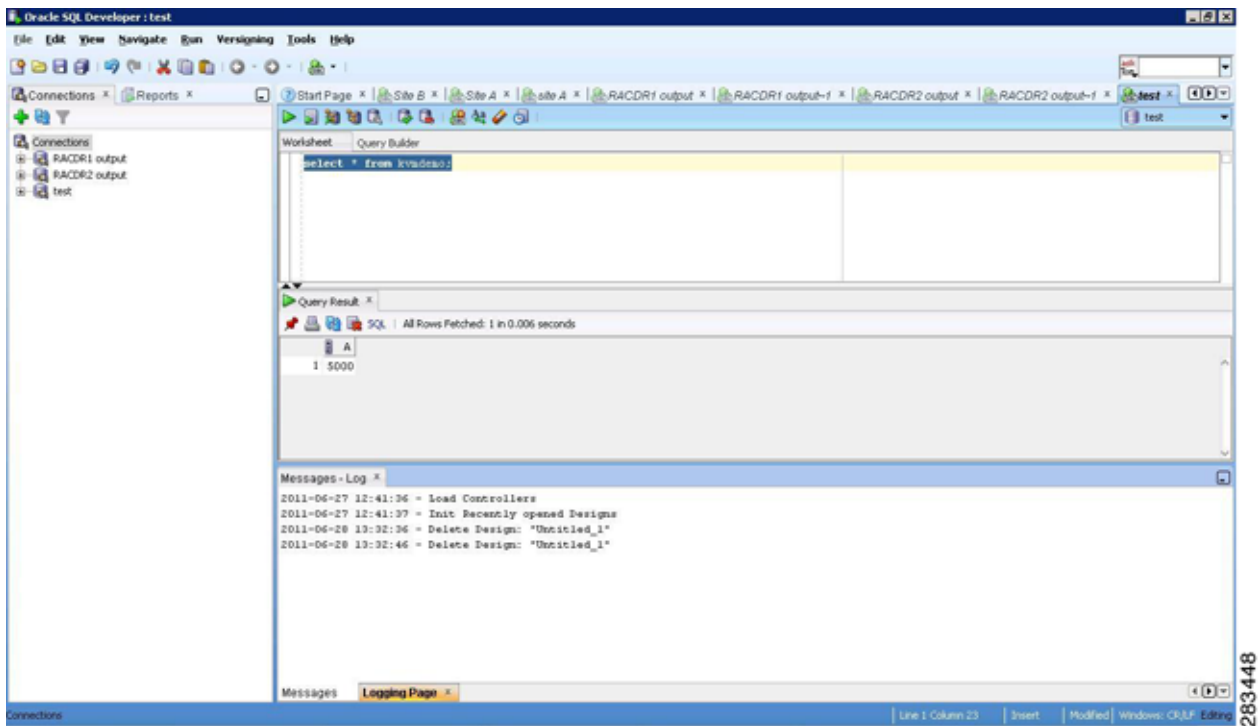 Oracle SQL Developer : test
File Edit View Navigate Run Versioning Tools Help
Connections Reports
Start Page Site B Site A site A RACDR1 output RACDR1 output~1 RACDR2 output RACDR2 output~1 test
test
Connections
RACDR1 output
RACDR2 output
test
Worksheet Query Builder
select * from kvmdemo;
Query Result
SQL | All Rows Fetched: 1 in 0.006 seconds
A
1 5000
Messages - Log
2011-06-27 12:41:36 - Load Controllers
2011-06-27 12:41:37 - Init Recently opened Designs
2011-06-28 13:32:36 - Delete Design: "Untitled_1"
2011-06-28 13:32:46 - Delete Design: "Untitled_1"
Messages Logging Page
Connections
Line 1 Column 23 Insert Modified Windows: CR/LF Editing
283448